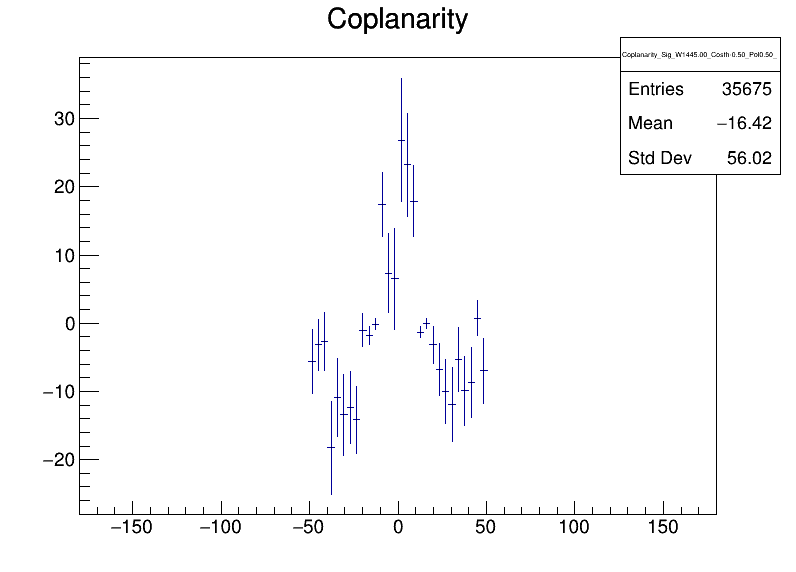 Coplanarity
Coplanarity_Sig_W1445.00_Costh-0.50_Pol0.50_
Entries 35675
Mean −16.42
Std Dev 56.02
30
20
10
0
−10
−20
−150 −100 −50 0 50 100 150